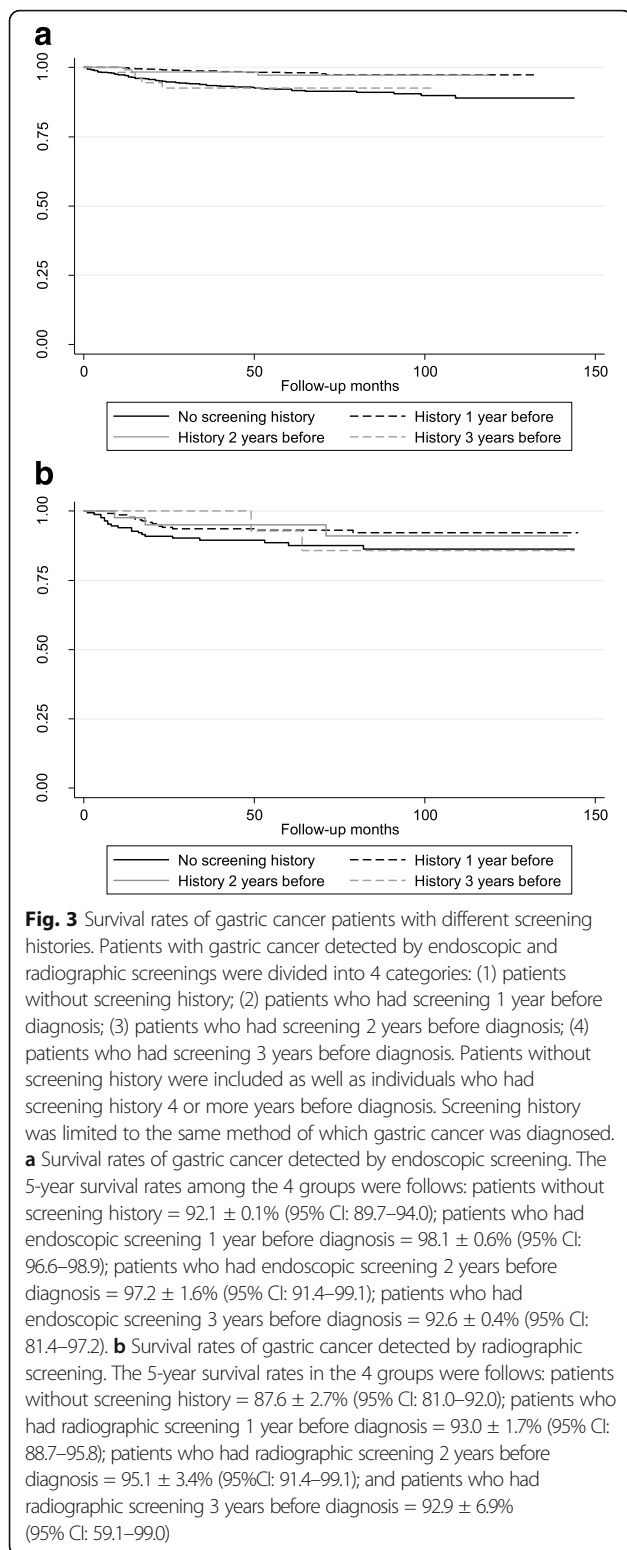 a
1.00
0.75
0.50
0.25
0.00
0 50 100 150
Follow-up months
No screening history History 1 year before
History 2 years before History 3 years before
b
1.00
0.75
0.50
0.25
0.00
0 50 100 150
Follow-up months
No screening history History 1 year before
History 2 years before History 3 years before
Fig. 3 Survival rates of gastric cancer patients with different screening
histories. Patients with gastric cancer detected by endoscopic and
radiographic screenings were divided into 4 categories: (1) patients
without screening history; (2) patients who had screening 1 year before
diagnosis; (3) patients who had screening 2 years before diagnosis; (4)
patients who had screening 3 years before diagnosis. Patients without
screening history were included as well as individuals who had
screening history 4 or more years before diagnosis. Screening history
was limited to the same method of which gastric cancer was diagnosed.
a Survival rates of gastric cancer detected by endoscopic screening. The
5-year survival rates among the 4 groups were follows: patients without
screening history = 92.1 ± 0.1% (95% CI: 89.7–94.0); patients who had
endoscopic screening 1 year before diagnosis = 98.1 ± 0.6% (95% CI:
96.6–98.9); patients who had endoscopic screening 2 years before
diagnosis = 97.2 ± 1.6% (95% CI: 91.4–99.1); patients who had
endoscopic screening 3 years before diagnosis = 92.6 ± 0.4% (95% CI:
81.4–97.2). b Survival rates of gastric cancer detected by radiographic
screening. The 5-year survival rates in the 4 groups were follows: patients
without screening history = 87.6 ± 2.7% (95% CI: 81.0–92.0); patients who
had radiographic screening 1 year before diagnosis = 93.0 ± 1.7% (95% CI:
88.7–95.8); patients who had radiographic screening 2 years before
diagnosis = 95.1 ± 3.4% (95%CI: 91.4–99.1); and patients who had
radiographic screening 3 years before diagnosis = 92.9 ± 6.9%
(95% CI: 59.1–99.0)